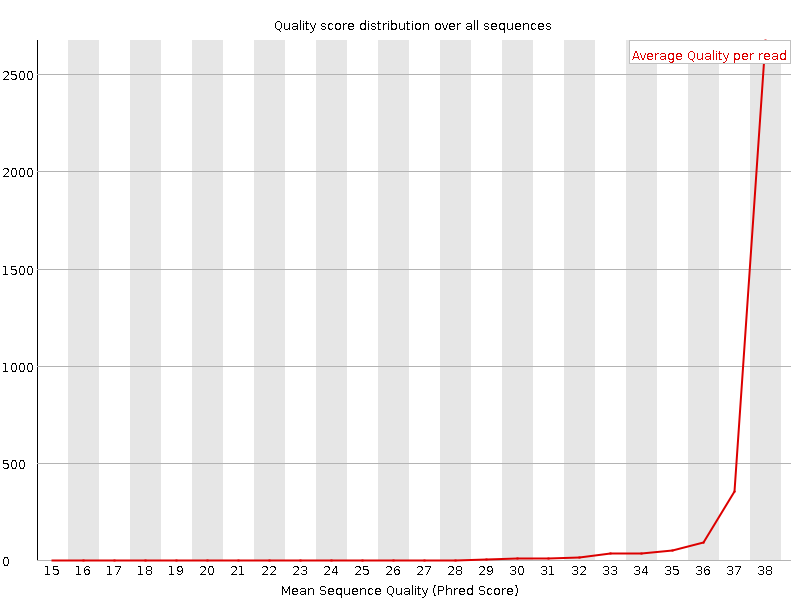 Quality score distribution over all sequences
Average Quality per read
2500
2000
1500
1000
500
0
15 16 17 18 19 20 21 22 23 24 25 26 27 28 29 30 31 32 33 34 35 36 37 38
Mean Sequence Quality (Phred Score)